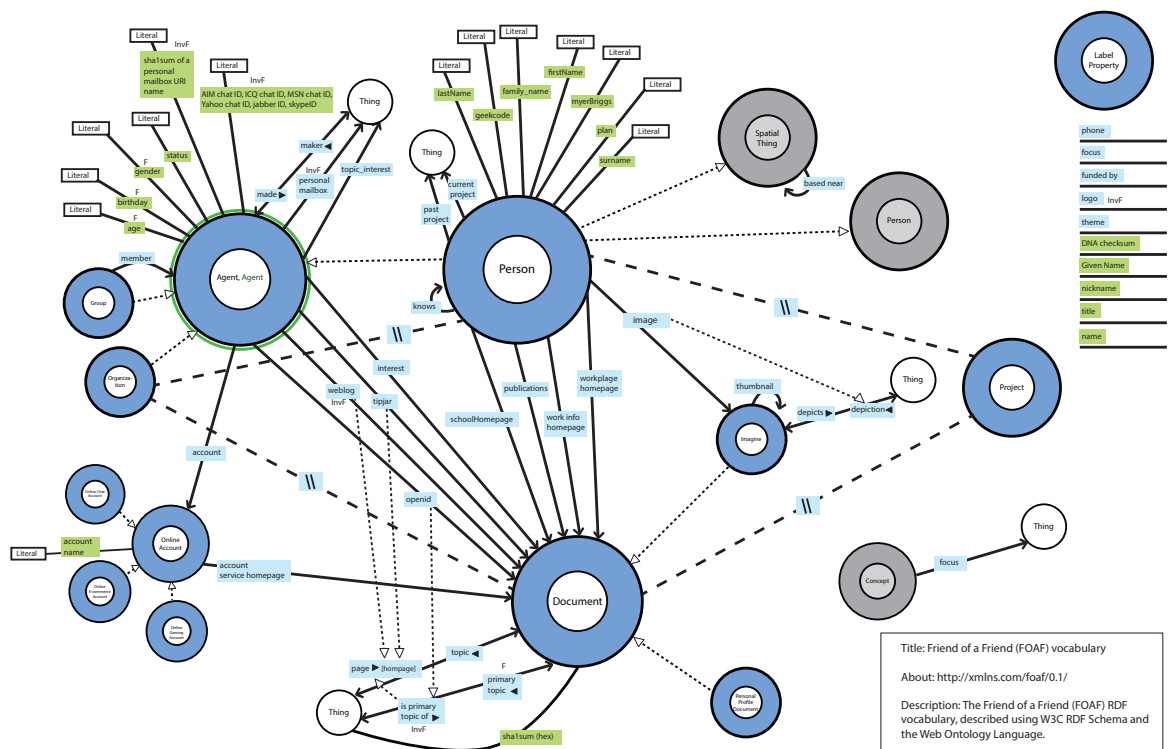 Literal
InvF
sha1sum of a
personal
mailbox URI
name
Literal
InvF
AIM chat ID, ICQ chat ID, MSN chat ID,
Yahoo chat ID, jabber ID, skypeID
Literal
status
Literal
F
gender
Literal
F
birthday
Literal
F
age
Thing
maker ◄
made ►
InvF
personal
mailbox
topic_interest
Literal
lastName
Literal
geekcode
Literal
family_name
Literal
firstName
Literal
myerBriggs
Literal
plan
Literal
surname
Thing
current
project
past
project
Spatial
Thing
based near
Person
Label
Property
phone
focus
funded by
logo InvF
theme
DNA checksum
Given Name
nickname
title
name
Agent, Agent
Person
member
Group
knows
Organiza-
tion
\\
\\
\\
\\
image
Thing
Project
thumbnail
depicts ►
depiction◄
Imagine
interest
weblog
InvF
tipjar
publications
workplage
homepage
schoolHomepage
work info
homepage
account
openid
Online Chat
Account
Online
Account
Literal
account
name
Online
E-commerce
Account
Online
Gaming
Account
account
service homepage
Document
Thing
focus
Concept
topic ◄
page ► [hompage]
F
primary
topic ◄
is primary
topic of ►
InvF
Thing
sha1sum (hex)
Personal
Profile
Document
Title: Friend of a Friend (FOAF) vocabulary
About: http://xmlns.com/foaf/0.1/
Description: The Friend of a Friend (FOAF) RDF
vocabulary, described using W3C RDF Schema and
the Web Ontology Language.